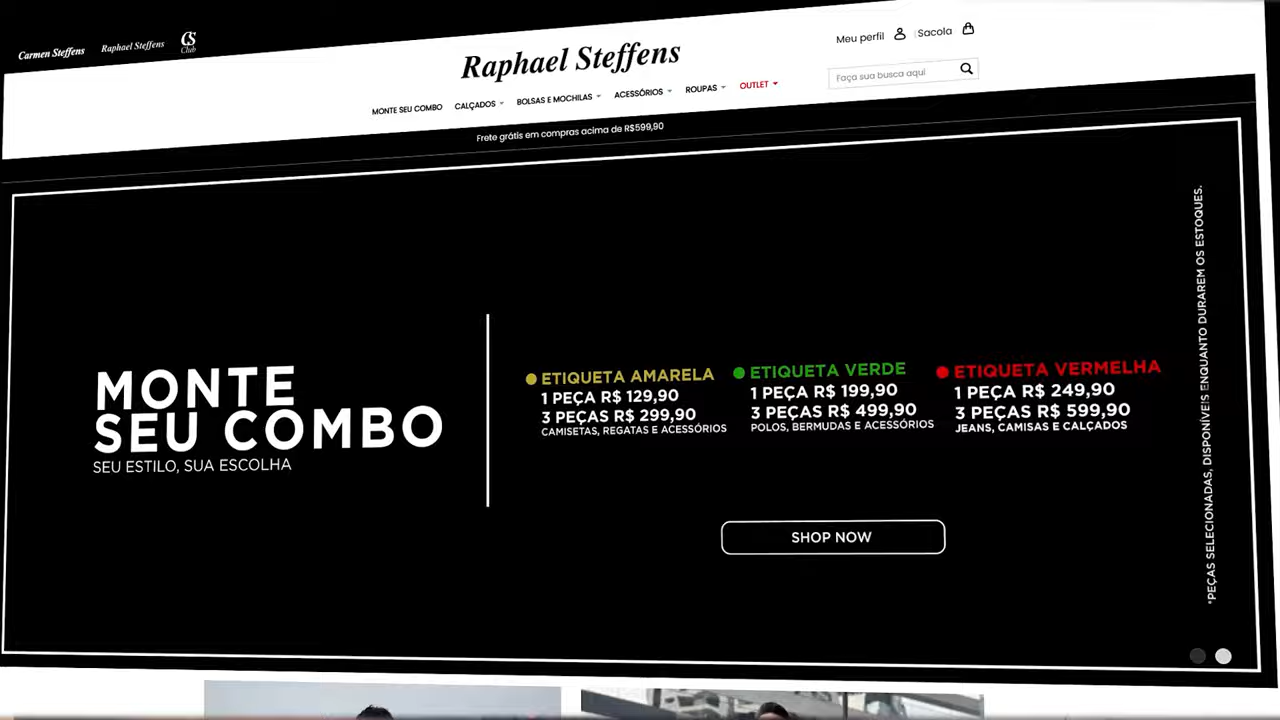 Carmen Steffens Raphael Steffens CS Club
Raphael Steffens
Meu perfil Sacola
Faça sua busca aqui
MONTE SEU COMBO CALÇADOS BOLSAS E MOCHILAS ACESSÓRIOS ROUPAS OUTLET
Frete grátis em compras acima de R$599,90
MONTE
SEU COMBO
SEU ESTILO, SUA ESCOLHA
ETIQUETA AMARELA
1 PEÇA R$ 129,90
3 PEÇAS R$ 299,90
CAMISETAS, REGATAS E ACESSÓRIOS
ETIQUETA VERDE
1 PEÇA R$ 199,90
3 PEÇAS R$ 499,90
POLOS, BERMUDAS E ACESSÓRIOS
ETIQUETA VERMELHA
1 PEÇA R$ 249,90
3 PEÇAS R$ 599,90
JEANS, CAMISAS E CALÇADOS
SHOP NOW
*PEÇAS SELECIONADAS, DISPONÍVEIS ENQUANTO DURAREM OS ESTOQUES.